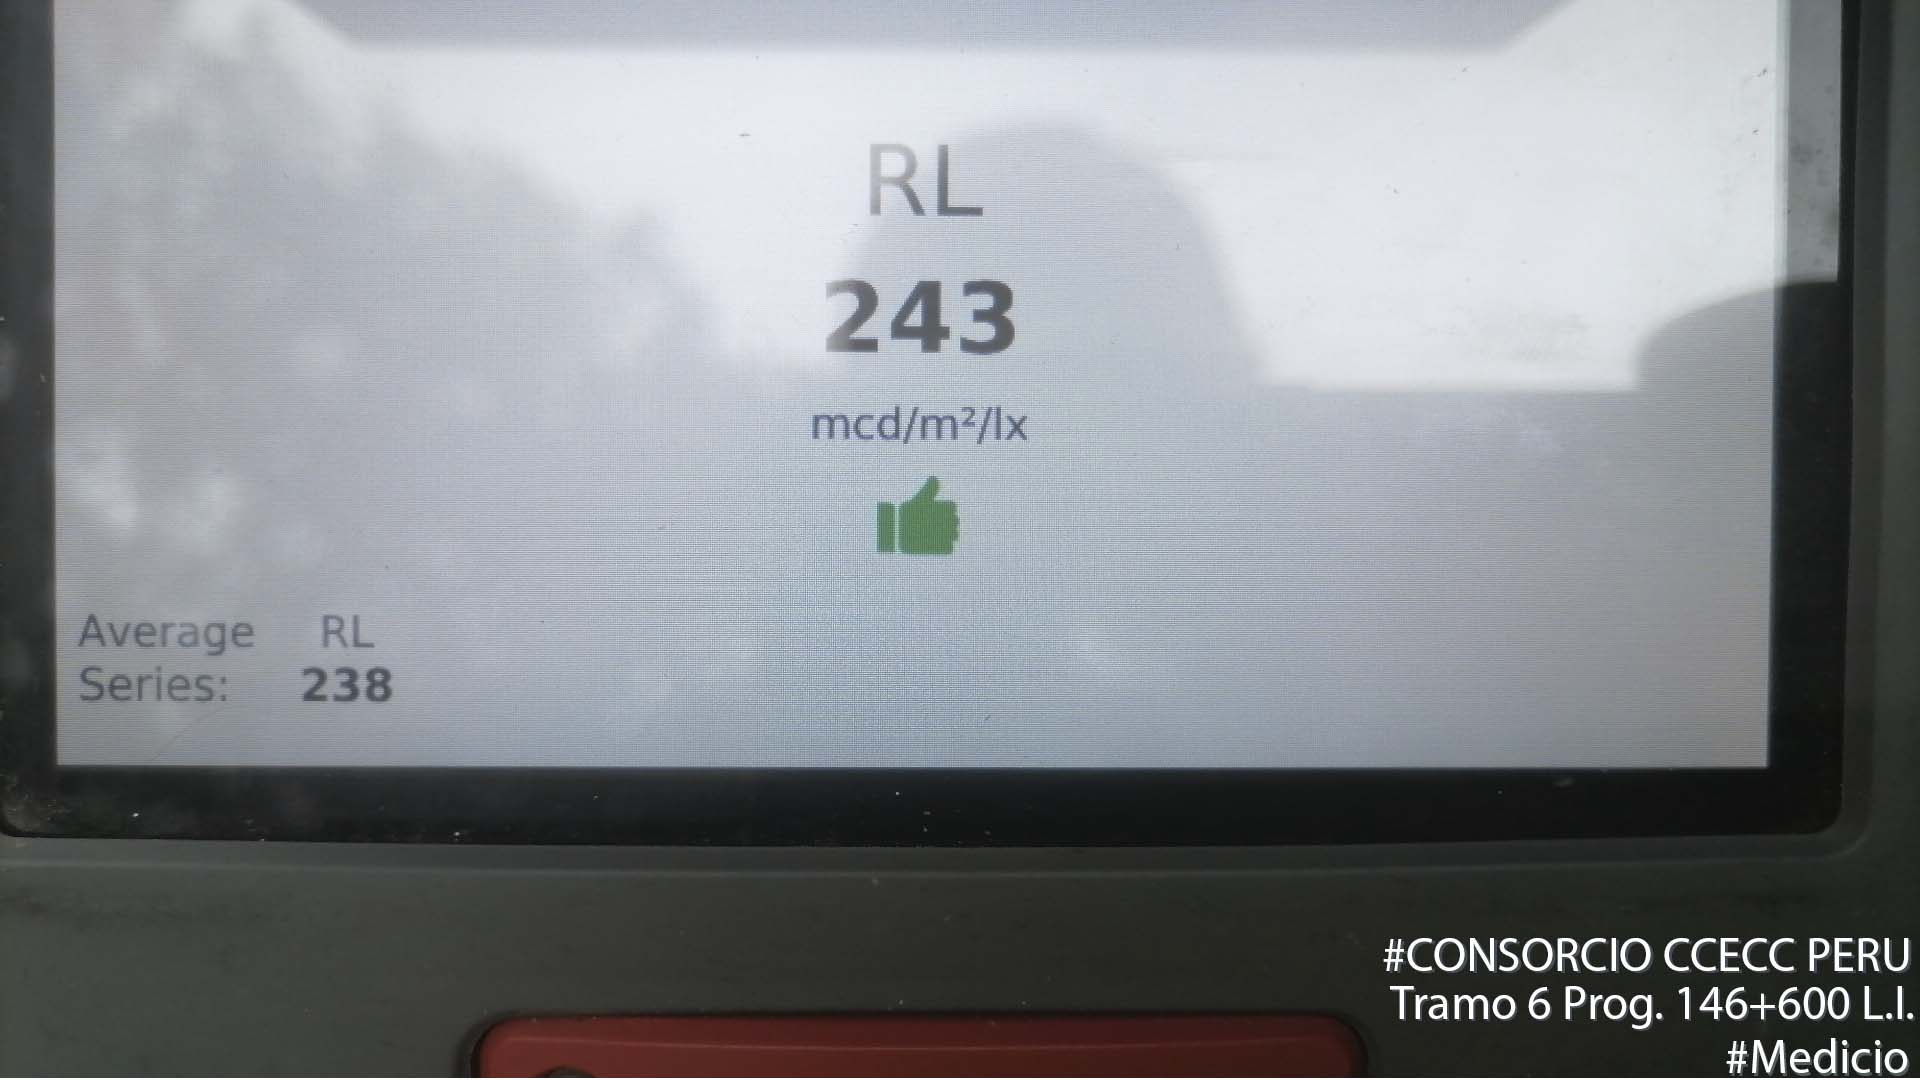 RL
243
mcd/m²/lx
Average RL
Series: 238
#CONSORCIO CCECC PERU
Tramo 6 Prog. 146+600 L.I.
#Medicio